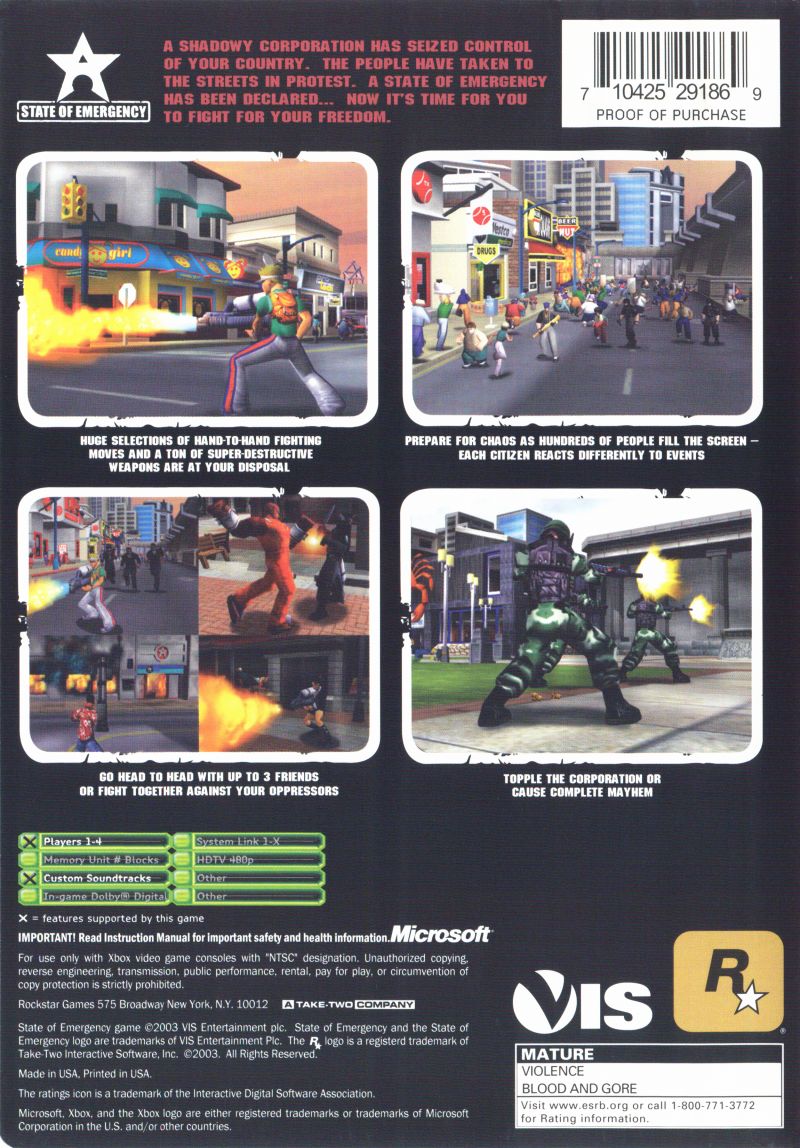 STATE OF EMERGENCY
A SHADOWY CORPORATION HAS SEIZED CONTROL
OF YOUR COUNTRY. THE PEOPLE HAVE TAKEN TO
THE STREETS IN PROTEST. A STATE OF EMERGENCY
HAS BEEN DECLARED... NOW IT'S TIME FOR YOU
TO FIGHT FOR YOUR FREEDOM.
7 10425 29186 9
PROOF OF PURCHASE
candy girl
DRUGS
BEER
HUT
HUGE SELECTIONS OF HAND-TO-HAND FIGHTING
MOVES AND A TON OF SUPER-DESTRUCTIVE
WEAPONS ARE AT YOUR DISPOSAL
PREPARE FOR CHAOS AS HUNDREDS OF PEOPLE FILL THE SCREEN –
EACH CITIZEN REACTS DIFFERENTLY TO EVENTS
GO HEAD TO HEAD WITH UP TO 3 FRIENDS
OR FIGHT TOGETHER AGAINST YOUR OPPRESSORS
TOPPLE THE CORPORATION OR
CAUSE COMPLETE MAYHEM
X Players 1-4
System Link 1-X
Memory Unit # Blocks
HDTV 480p
X Custom Soundtracks
Other
In-game Dolby® Digital
Other
X = features supported by this game
IMPORTANT! Read Instruction Manual for important safety and health information.
Microsoft®
For use only with Xbox video game consoles with "NTSC" designation. Unauthorized copying,
reverse engineering, transmission, public performance, rental, pay for play, or circumvention of
copy protection is strictly prohibited.
Rockstar Games 575 Broadway New York, N.Y. 10012
A TAKE-TWO COMPANY
State of Emergency game ©2003 VIS Entertainment plc. State of Emergency and the State of
Emergency logo are trademarks of VIS Entertainment Plc. The R logo is a registerd trademark of
Take-Two Interactive Software, Inc. ©2003. All Rights Reserved.
Made in USA, Printed in USA.
The ratings icon is a trademark of the Interactive Digital Software Association.
Microsoft, Xbox, and the Xbox logo are either registered trademarks or trademarks of Microsoft
Corporation in the U.S. and/or other countries.
VIS
R
®
MATURE
VIOLENCE
BLOOD AND GORE
Visit www.esrb.org or call 1-800-771-3772
for Rating information.